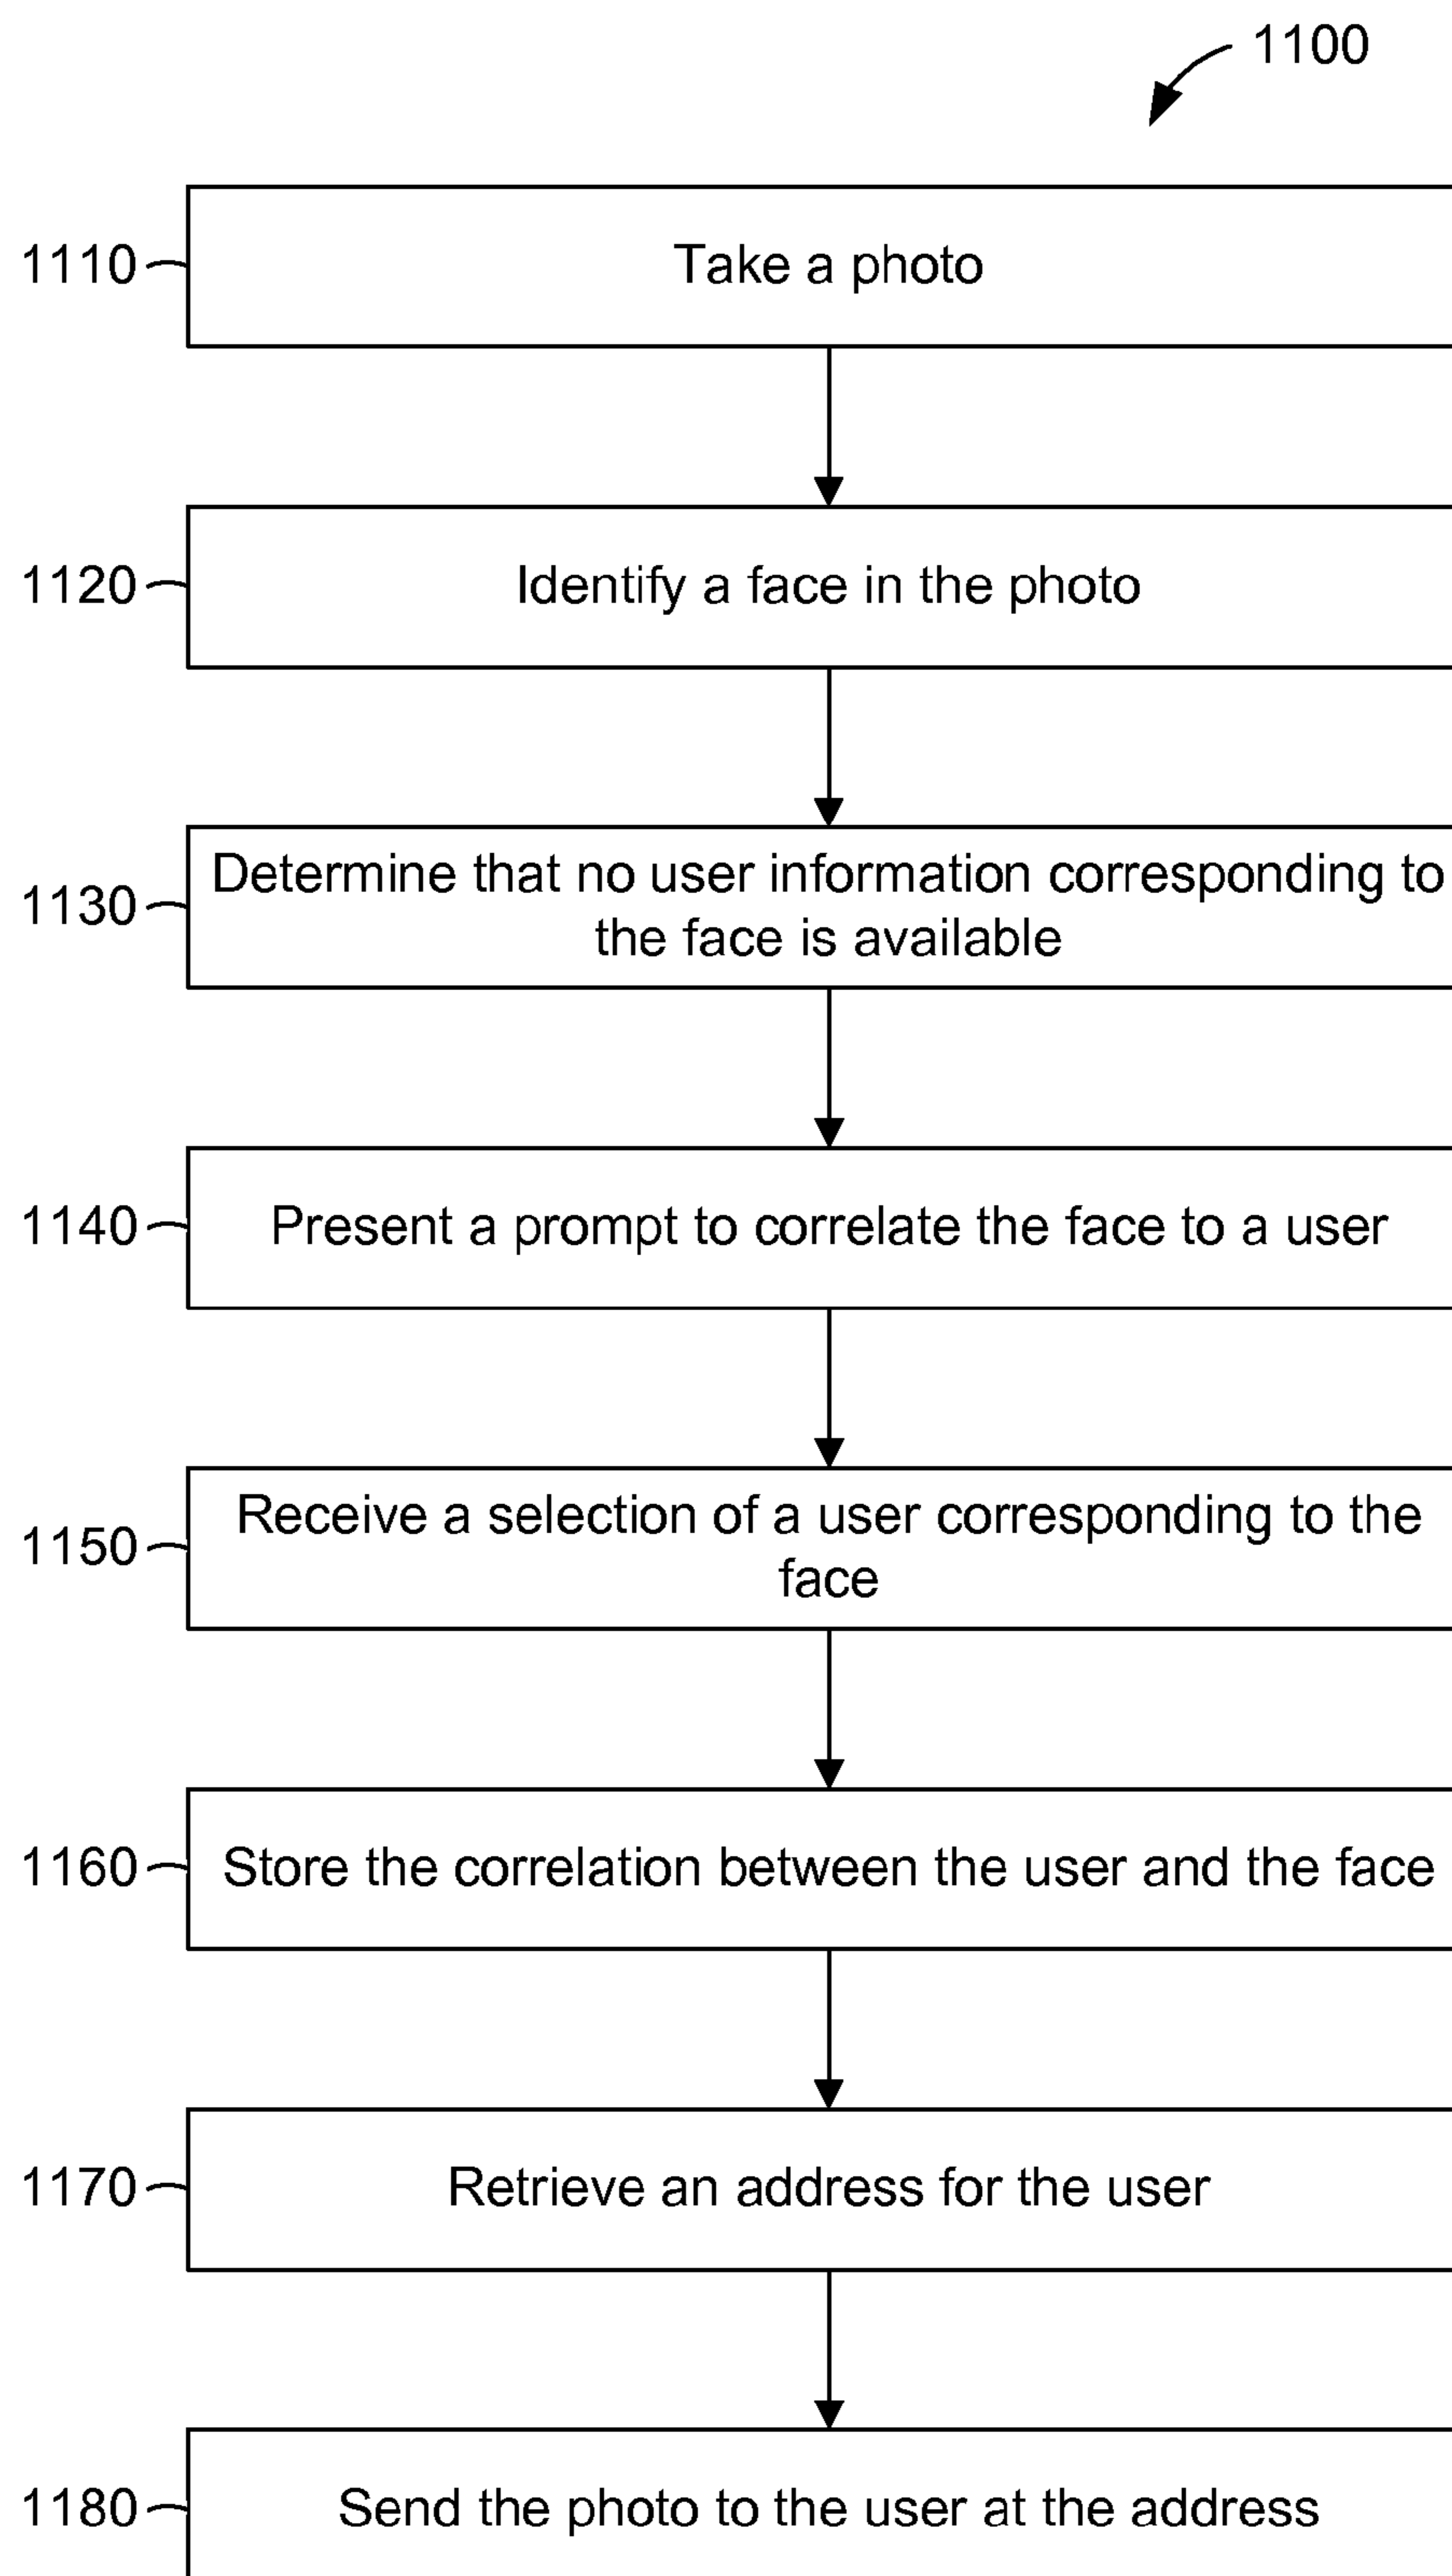 1100
1110
Take a photo
1120
Identify a face in the photo
1130
Determine that no user information corresponding to
the face is available
1140
Present a prompt to correlate the face to a user
1150
Receive a selection of a user corresponding to the
face
1160
Store the correlation between the user and the face
1170
Retrieve an address for the user
1180
Send the photo to the user at the address